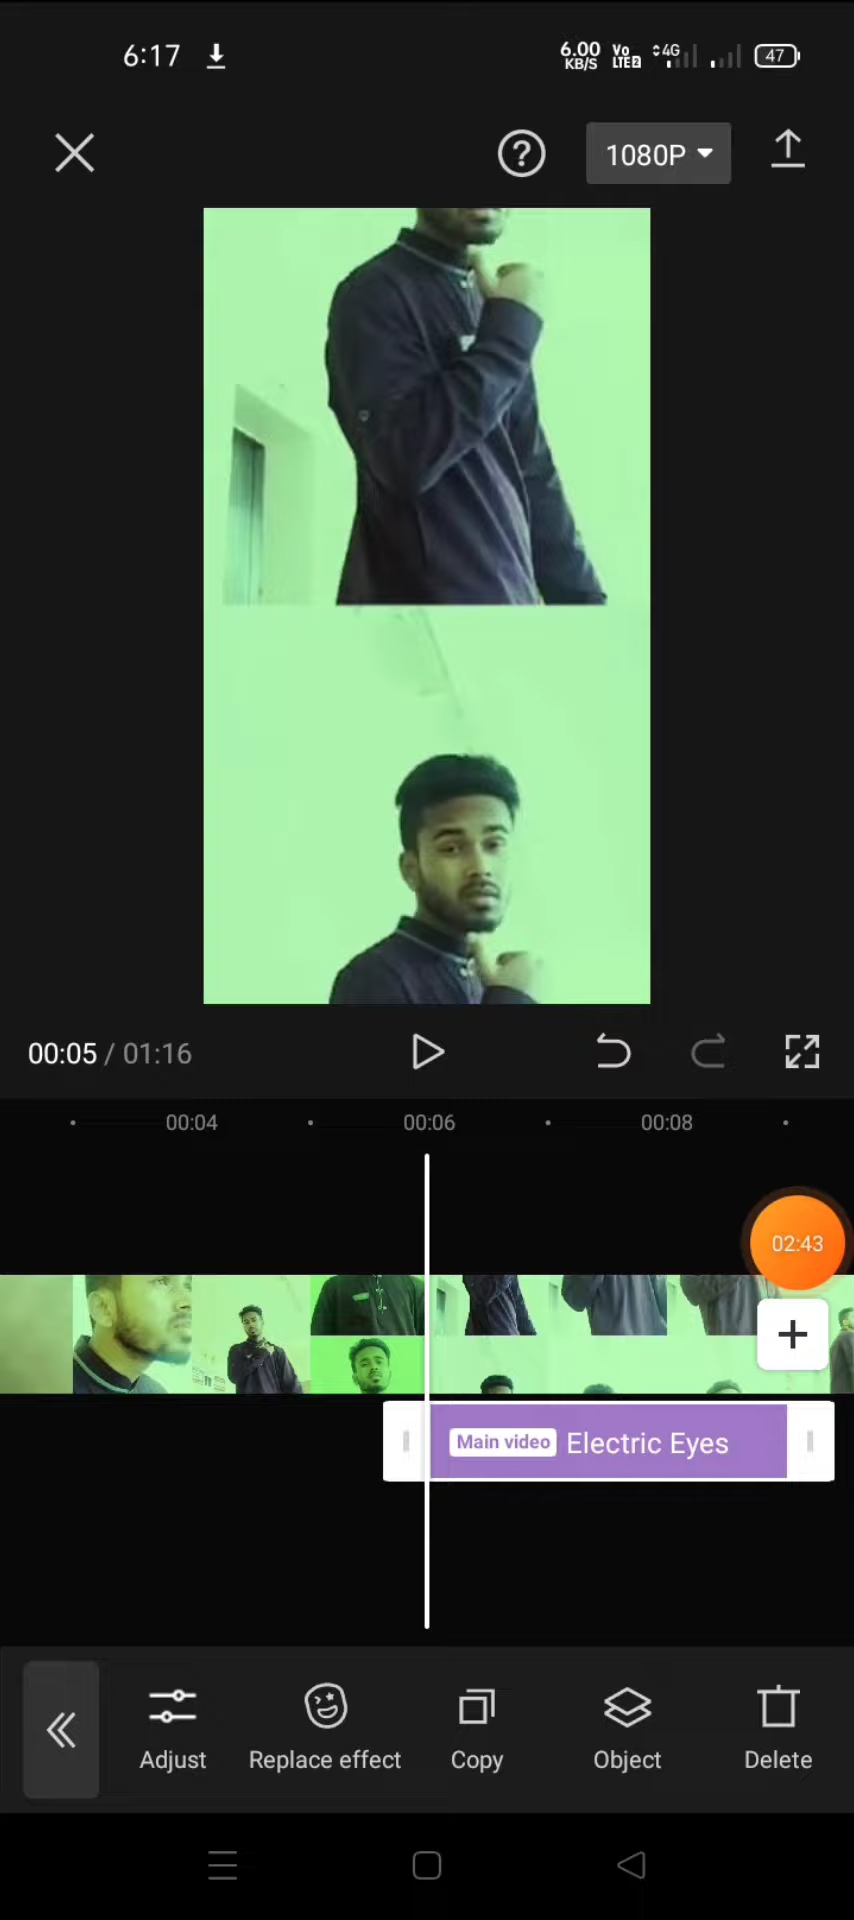 6:17 6.00 KB/S Vo LTE2 4G 47
? 1080P
00:05 / 01:16
00:04 00:06 00:08
02:43
+
Main video Electric Eyes
Adjust Replace effect Copy Object Delete